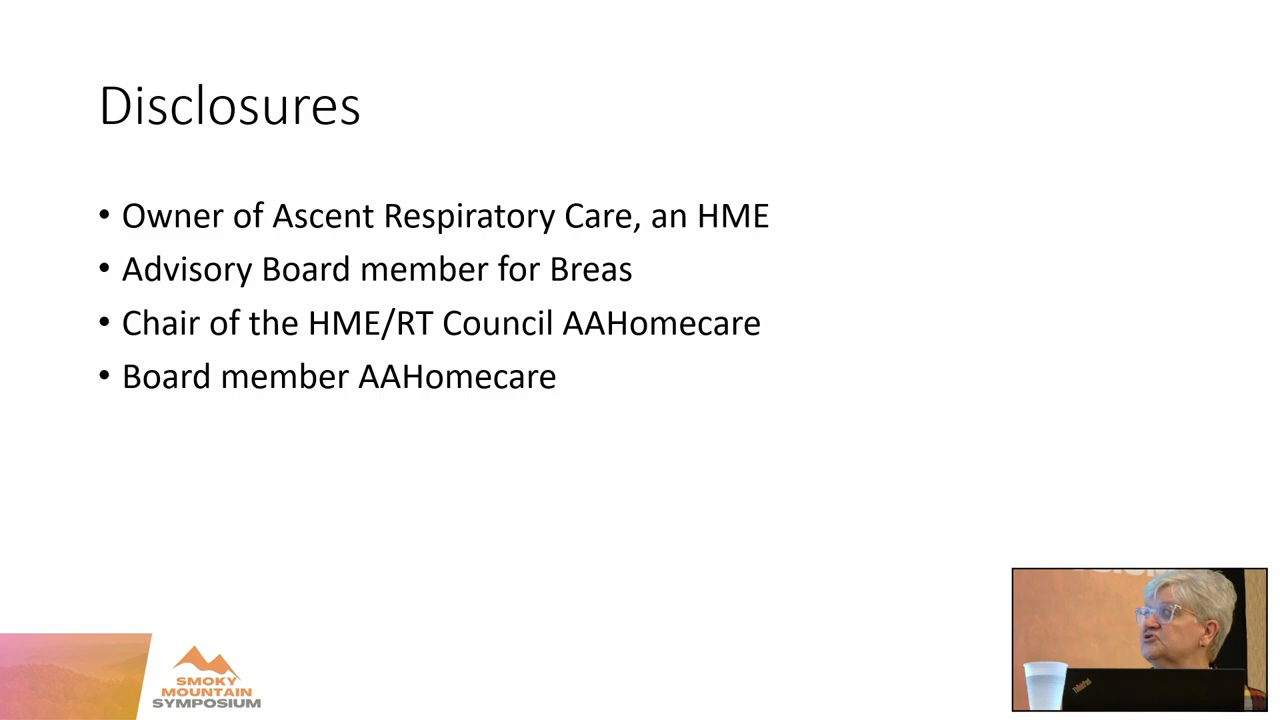 Disclosures
• Owner of Ascent Respiratory Care, an HME
• Advisory Board member for Breas
• Chair of the HME/RT Council AAHomecare
• Board member AAHomecare
SMOKY
MOUNTAIN
SYMPOSIUM
ThinkPad